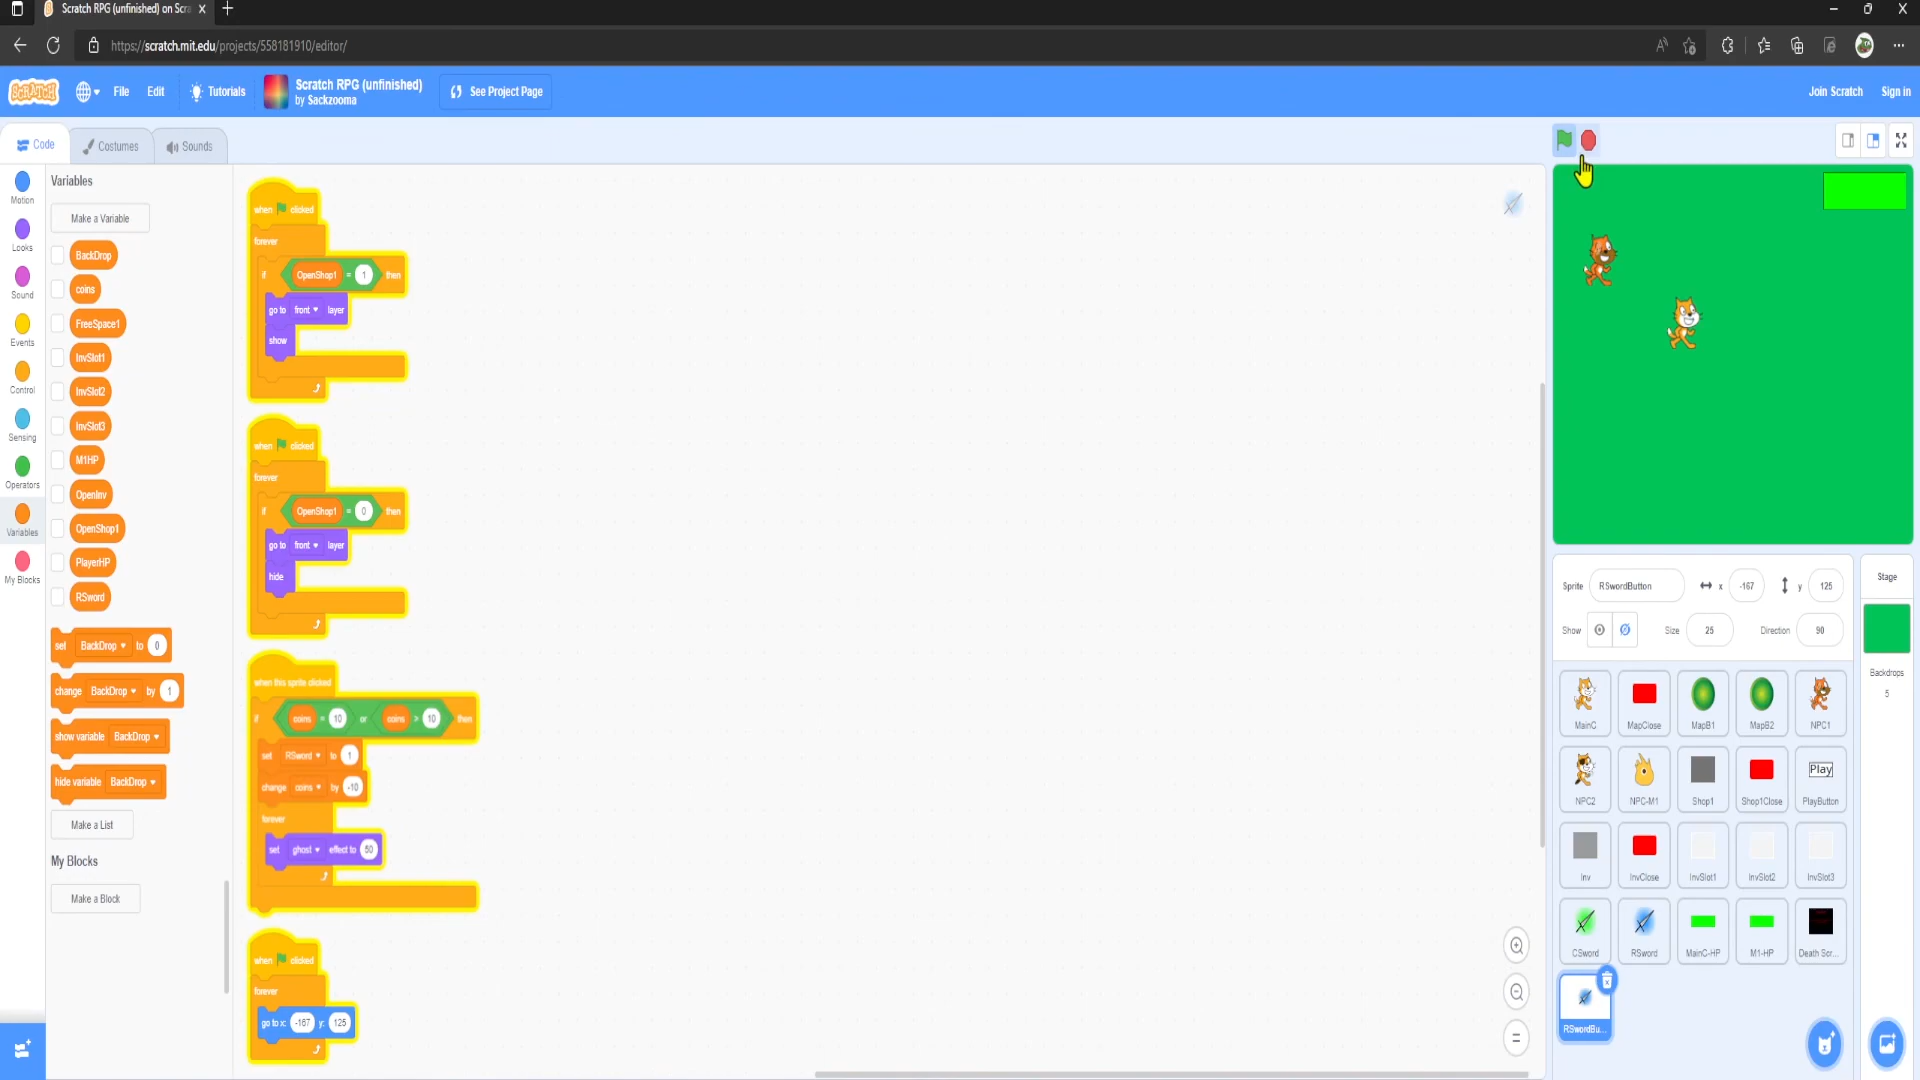 Scratch RPG (unfinished) on Scra
https://scratch.mit.edu/projects/558181910/editor/
SCRATCH
File
Edit
Tutorials
Scratch RPG (unfinished)
by Sackzooma
See Project Page
Join Scratch
Sign in
Code
Costumes
Sounds
Motion
Looks
Sound
Events
Control
Sensing
Operators
Variables
My Blocks
Variables
Make a Variable
BackDrop
coins
FreeSpace1
InvSlot1
InvSlot2
InvSlot3
M1HP
OpenInv
OpenShop1
PlayerHP
RSword
set BackDrop to 0
change BackDrop by 1
show variable BackDrop
hide variable BackDrop
Make a List
My Blocks
Make a Block
when clicked
forever
if OpenShop1 = 1 then
go to front layer
show
when clicked
forever
if OpenShop1 = 0 then
go to front layer
hide
when this sprite clicked
if coins = 10 or coins > 10 then
set RSword to 1
change coins by -10
forever
set ghost effect to 50
when clicked
forever
go to x: -167 y: 125
Sprite RSwordButton x -167 y 125
Show Size 25 Direction 90
MainC
MapClose
MapB1
MapB2
NPC1
NPC2
NPC-M1
Shop1
Shop1Close
Play
PlayButton
Inv
InvClose
InvSlot1
InvSlot2
InvSlot3
CSword
RSword
MainC-HP
M1-HP
Death Scr...
RSwordBu...
Stage
Backdrops
5